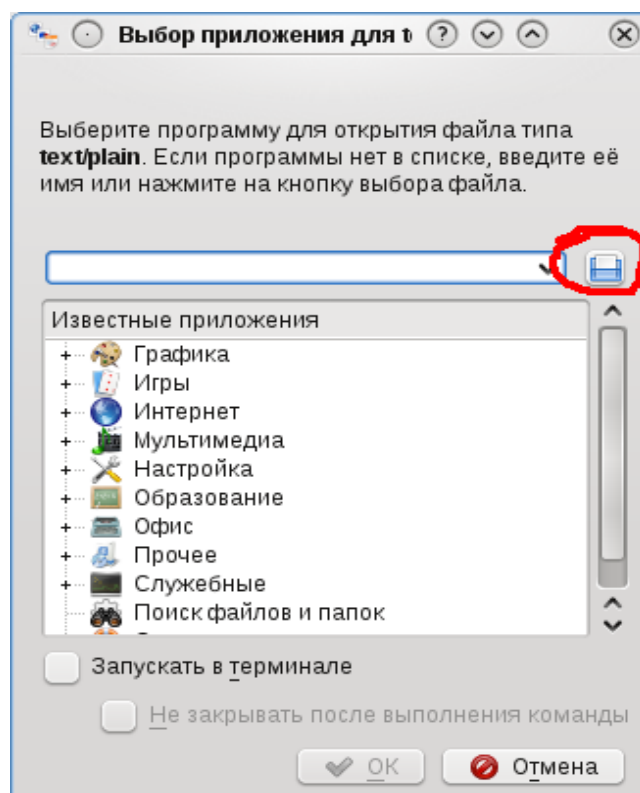 Выбор приложения для t
Выберите программу для открытия файла типа
text/plain. Если программы нет в списке, введите её
имя или нажмите на кнопку выбора файла.
Известные приложения
Графика
Игры
Интернет
Мультимедиа
Настройка
Образование
Офис
Прочее
Служебные
Поиск файлов и папок
Запускать в терминале
Не закрывать после выполнения команды
OK
Отмена